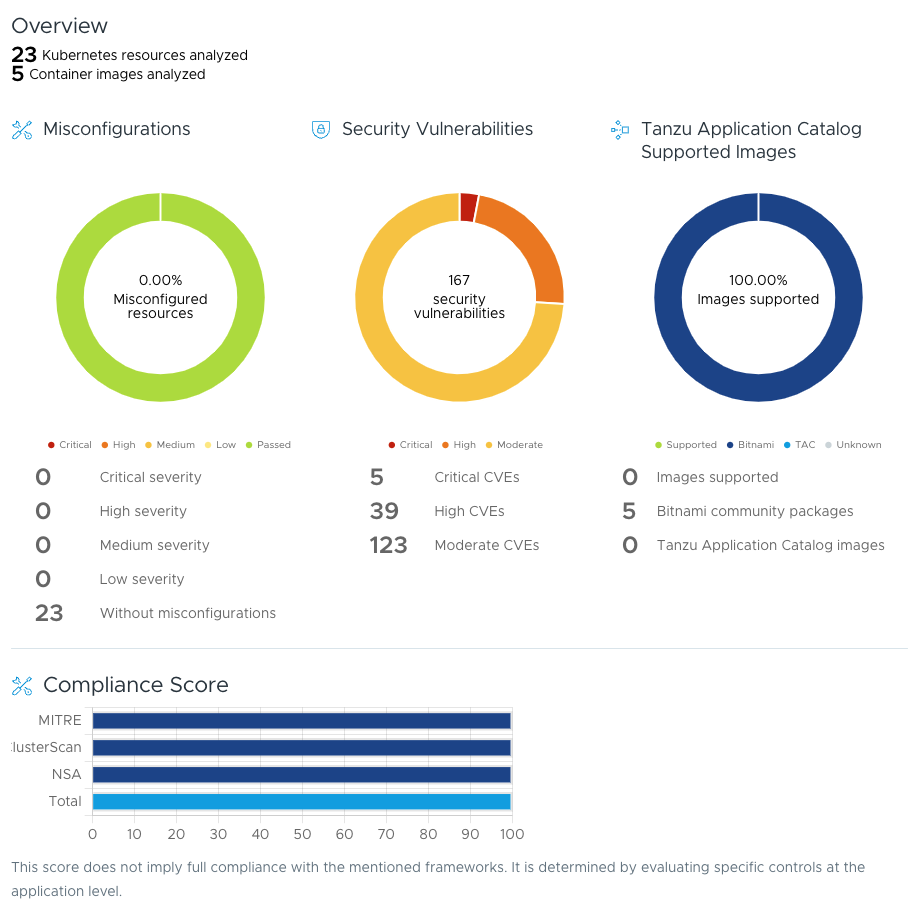 Overview
23 Kubernetes resources analyzed
5 Container images analyzed
Misconfigurations
0.00%
Misconfigured
resources
Critical High Medium Low Passed
0 Critical severity
0 High severity
0 Medium severity
0 Low severity
23 Without misconfigurations
Security Vulnerabilities
167
security
vulnerabilities
Critical High Moderate
5 Critical CVEs
39 High CVEs
123 Moderate CVEs
Tanzu Application Catalog
Supported Images
100.00%
Images supported
Supported Bitnami TAC Unknown
0 Images supported
5 Bitnami community packages
0 Tanzu Application Catalog images
Compliance Score
MITRE
lusterScan
NSA
Total
0 10 20 30 40 50 60 70 80 90 100
This score does not imply full compliance with the mentioned frameworks. It is determined by evaluating specific controls at the
application level.